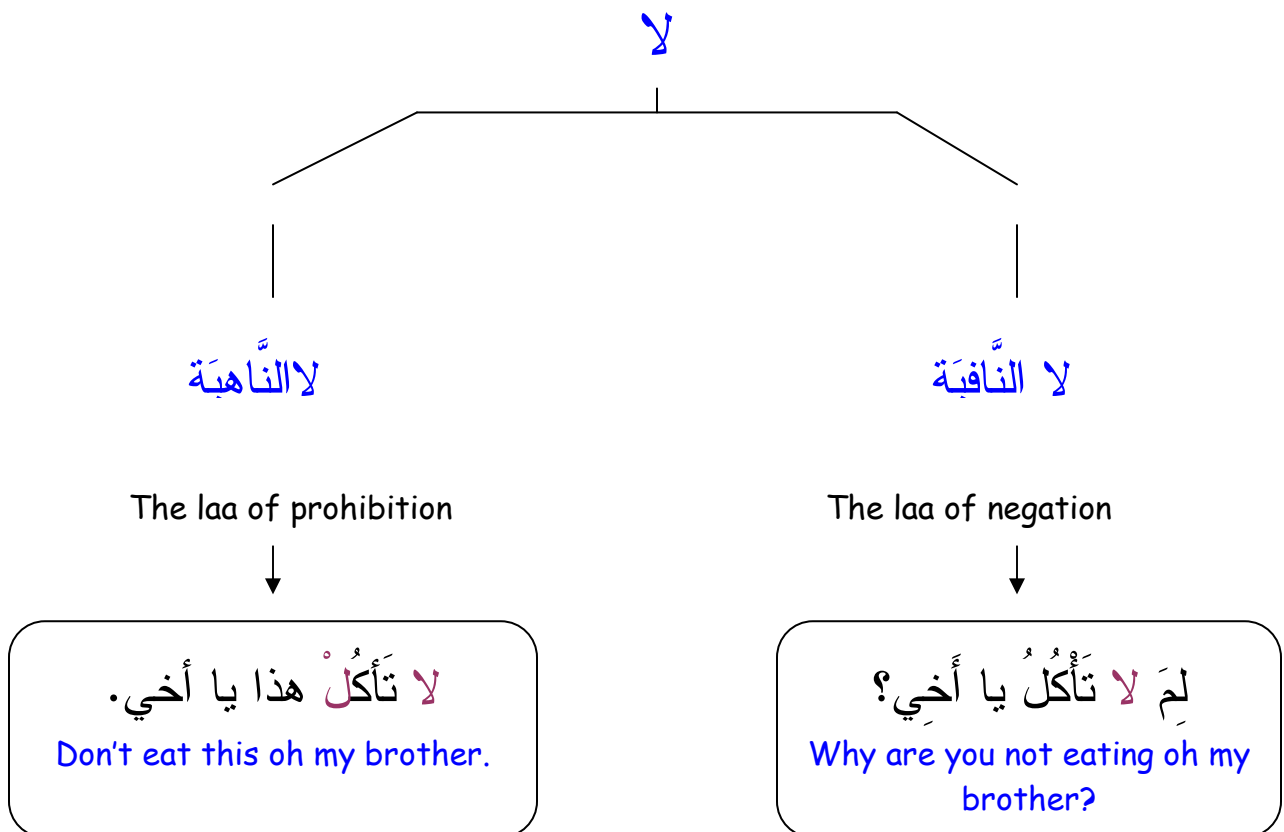 لا
لا النَّافِيَة
لاالنَّاهِيَة
The laa of negation
The laa of prohibition
لِمَ لا تَأْكُلُ يا أَخِي؟
Why are you not eating oh my
brother?
لا تَأكُلْ هذا يا أخي.
Don't eat this oh my brother.